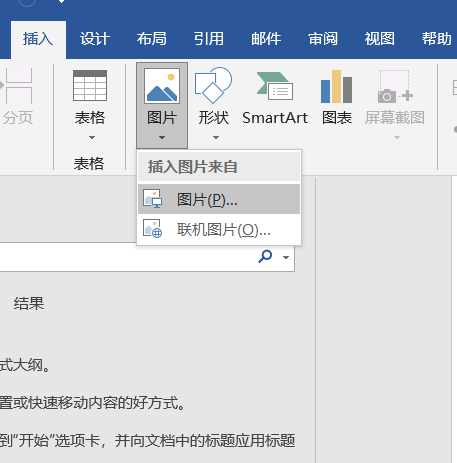 插入 设计 布局 引用 邮件 审阅 视图 帮助
分页 表格 图片 形状 SmartArt 图表 屏幕截图
表格
插入图片来自
图片(P)...
联机图片(O)...
结果
式大纲。
置或快速移动内容的好方式。
到“开始”选项卡，并向文档中的标题应用标题